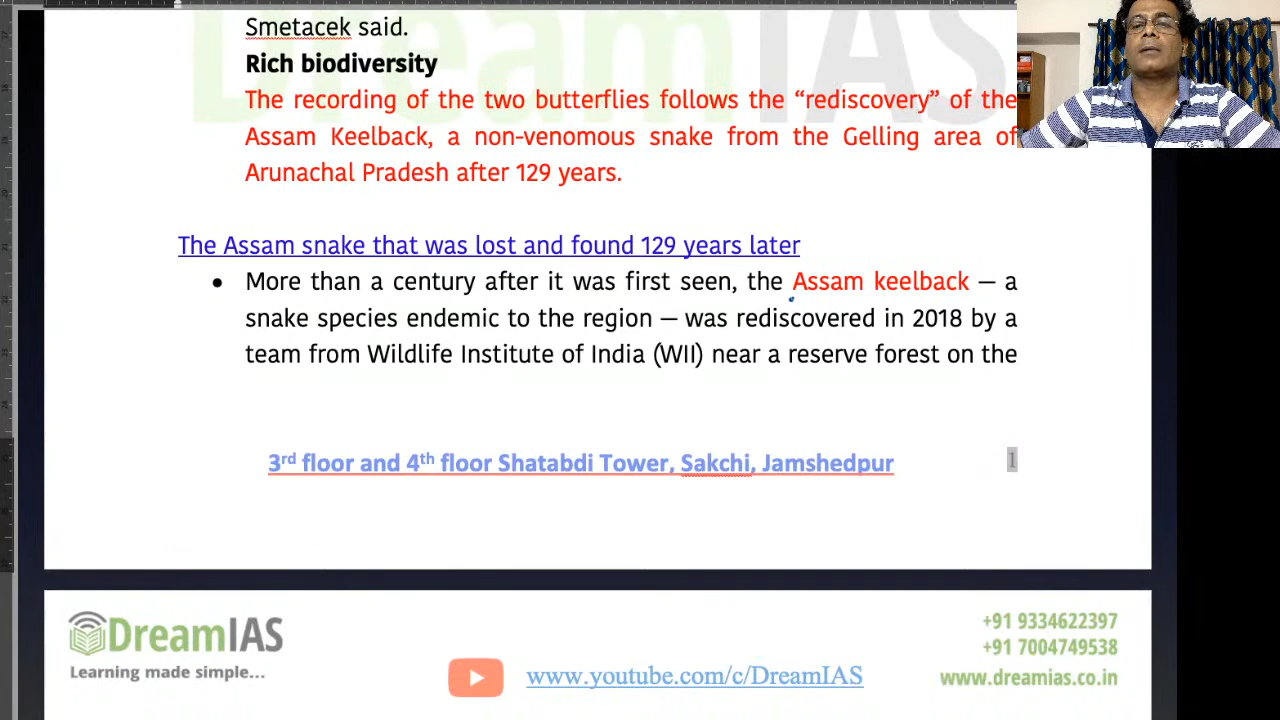 Smetacek said.
Rich biodiversity
The recording of the two butterflies follows the “rediscovery” of the
Assam Keelback, a non-venomous snake from the Gelling area of
Arunachal Pradesh after 129 years.
The Assam snake that was lost and found 129 years later
• More than a century after it was first seen, the Assam keelback — a
snake species endemic to the region — was rediscovered in 2018 by a
team from Wildlife Institute of India (WII) near a reserve forest on the
3rd floor and 4th floor Shatabdi Tower, Sakchi, Jamshedpur
1
DreamIAS
Learning made simple...
www.youtube.com/c/DreamIAS
+91 9334622397
+91 7004749538
www.dreamias.co.in